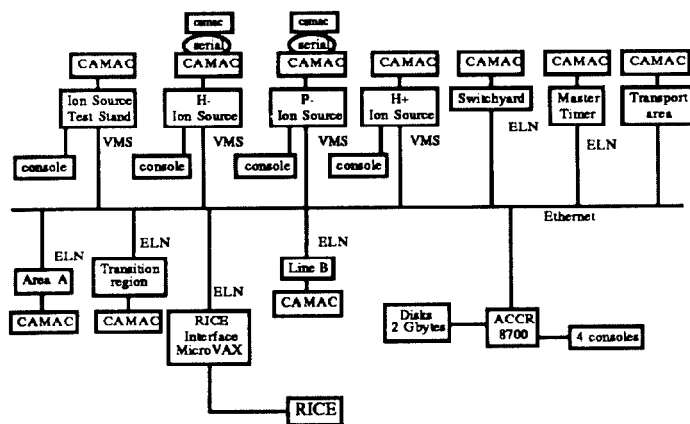 camac
camac
serial
serial
CAMAC
CAMAC
CAMAC
CAMAC
CAMAC
CAMAC
CAMAC
Ion Source
Test Stand
H-
Ion Source
P-
Ion Source
H+
Ion Source
Switchyard
Master
Timer
Transport
area
VMS
VMS
VMS
VMS
ELN
ELN
console
console
console
console
Ethernet
ELN
ELN
ELN
ELN
Area A
Transition
region
Line B
CAMAC
CAMAC
CAMAC
RICE
Interface
MicroVAX
Disks
2 Gbytes
ACCR
8700
4 consoles
RICE